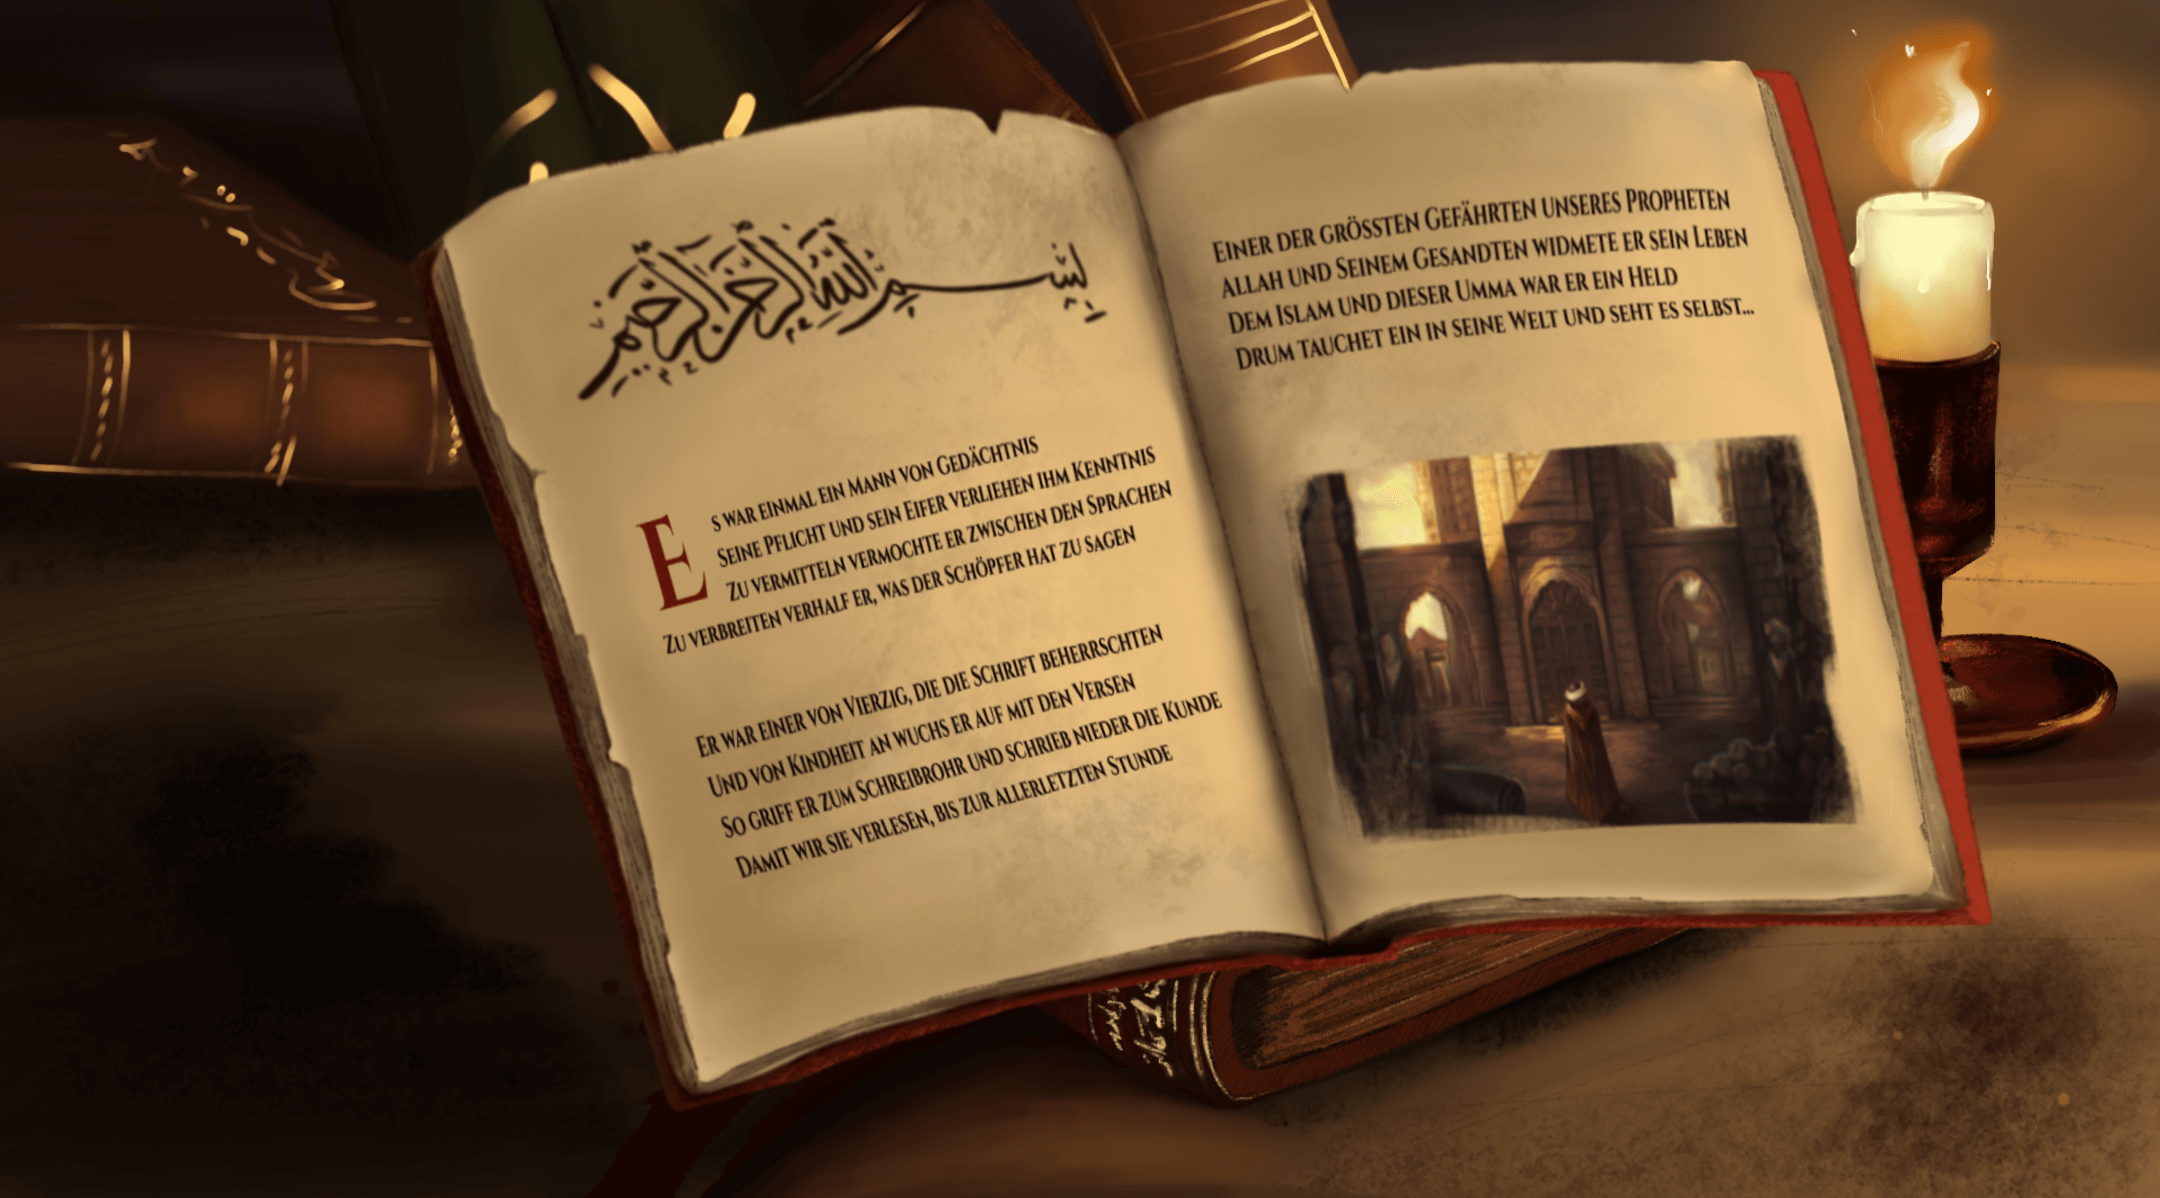 بِسْمِ اللَّهِ الرَّحْمَٰنِ الرَّحِيمِ
Es war einmal ein Mann von Gedächtnis
Seine Pflicht und sein Eifer verliehen ihm Kenntnis
Zu vermitteln vermochte er zwischen den Sprachen
Zu verbreiten verhalf er, was der Schöpfer hat zu sagen
Er war einer von Vierzig, die die Schrift beherrschten
Und von Kindheit an wuchs er auf mit den Versen
So griff er zum Schreibrohr und schrieb nieder die Kunde
Damit wir sie verlesen, bis zur allerletzten Stunde
Einer der grössten Gefährten unseres Propheten
Allah und Seinem Gesandten widmete er sein Leben
Dem Islam und dieser Umma war er ein Held
Drum tauchet ein in seine Welt und seht es selbst...